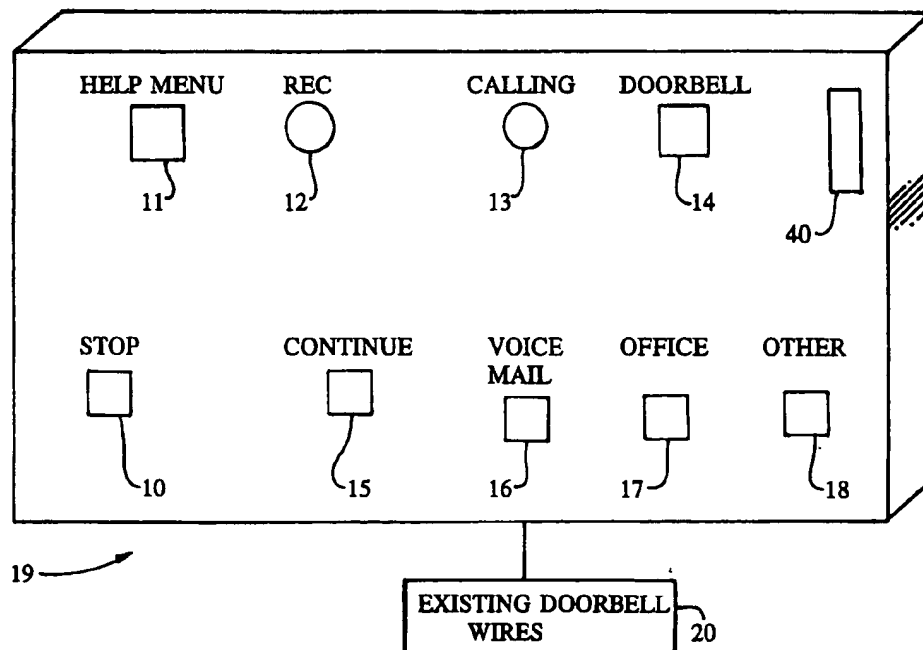 HELP MENU REC CALLING DOORBELL
11 12 13 14 40
STOP CONTINUE VOICE MAIL OFFICE OTHER
10 15 16 17 18
19
EXISTING DOORBELL WIRES 20